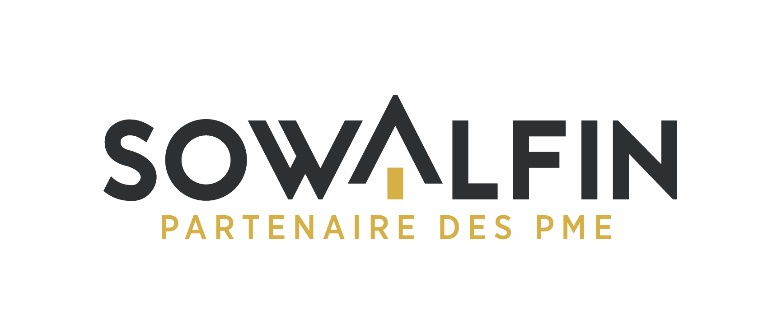 SOWALFIN
PARTENAIRE DES PME